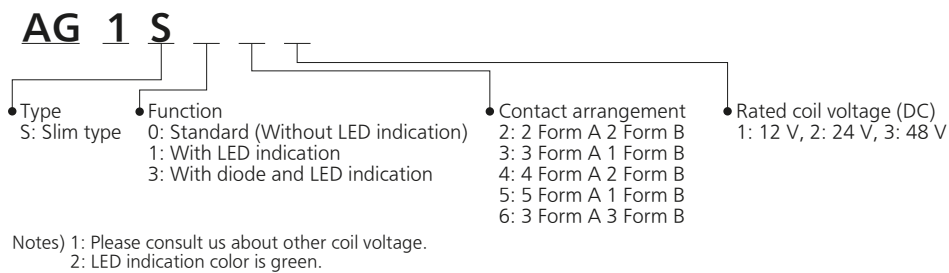 AG 1 S _ _ _
Type
S: Slim type
Function
0: Standard (Without LED indication)
1: With LED indication
3: With diode and LED indication
Contact arrangement
2: 2 Form A 2 Form B
3: 3 Form A 1 Form B
4: 4 Form A 2 Form B
5: 5 Form A 1 Form B
6: 3 Form A 3 Form B
Rated coil voltage (DC)
1: 12 V, 2: 24 V, 3: 48 V
Notes) 1: Please consult us about other coil voltage.
2: LED indication color is green.